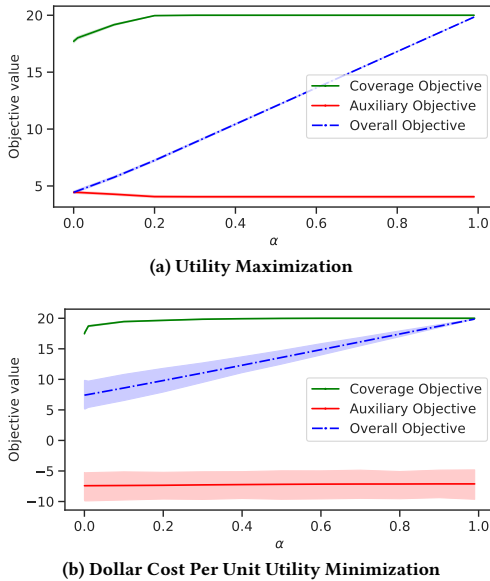 20
15
10
5
Objective value
Coverage Objective
Auxiliary Objective
Overall Objective
0.0 0.2 0.4 0.6 0.8 1.0
α
(a) Utility Maximization
20
15
10
5
0
−5
−10
Objective value
Coverage Objective
Auxiliary Objective
Overall Objective
0.0 0.2 0.4 0.6 0.8 1.0
α
(b) Dollar Cost Per Unit Utility Minimization